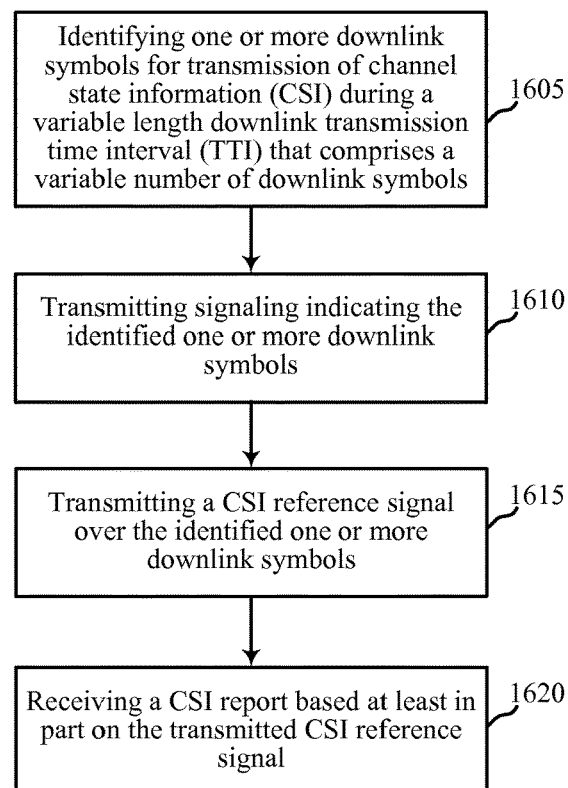 Identifying one or more downlink
symbols for transmission of channel
state information (CSI) during a
variable length downlink transmission
time interval (TTI) that comprises a
variable number of downlink symbols
1605
Transmitting signaling indicating the
identified one or more downlink
symbols
1610
Transmitting a CSI reference signal
over the identified one or more
downlink symbols
1615
Receiving a CSI report based at least in
part on the transmitted CSI reference
signal
1620